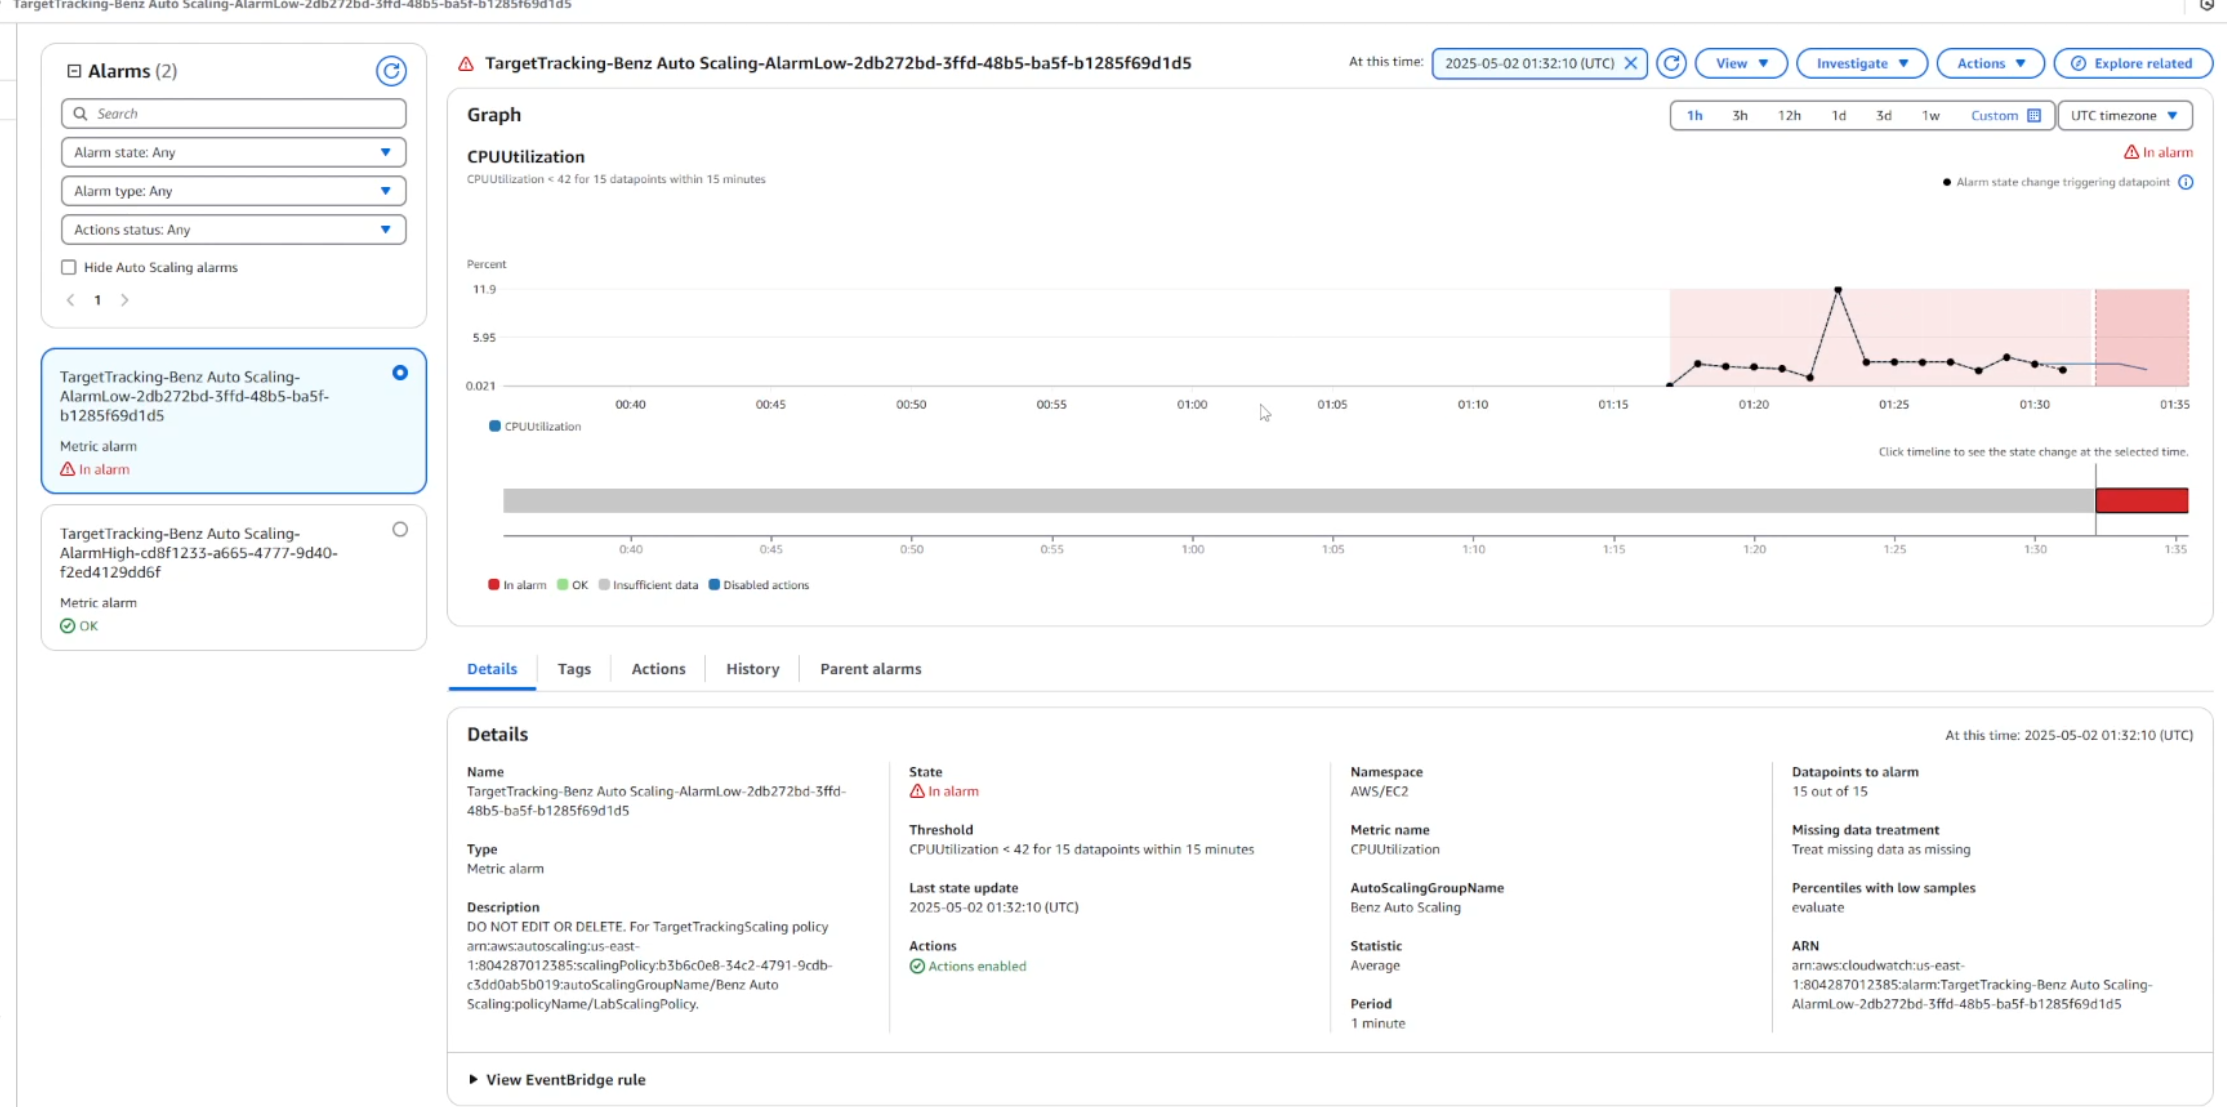 TargetTracking-Benz Auto Scaling-AlarmLow-2db272bd-3ffd-48b5-ba5f-b1285f69d1d5
Alarms (2)
Search
Alarm state: Any
Alarm type: Any
Actions status: Any
Hide Auto Scaling alarms
1
TargetTracking-Benz Auto Scaling-
AlarmLow-2db272bd-3ffd-48b5-ba5f-
b1285f69d1d5
Metric alarm
In alarm
TargetTracking-Benz Auto Scaling-
AlarmHigh-cd8f1233-a665-4777-9d40-
f2ed4129dd6f
Metric alarm
OK
TargetTracking-Benz Auto Scaling-AlarmLow-2db272bd-3ffd-48b5-ba5f-b1285f69d1d5
At this time: 2025-05-02 01:32:10 (UTC) View Investigate Actions Explore related
Graph
1h 3h 12h 1d 3d 1w Custom UTC timezone
CPUUtilization
In alarm
CPUUtilization < 42 for 15 datapoints within 15 minutes
Alarm state change triggering datapoint
Percent
11.9
5.95
0.021
00:40 00:45 00:50 00:55 01:00 01:05 01:10 01:15 01:20 01:25 01:30 01:35
CPUUtilization
Click timeline to see the state change at the selected time.
0:40 0:45 0:50 0:55 1:00 1:05 1:10 1:15 1:20 1:25 1:30 1:35
In alarm OK Insufficient data Disabled actions
Details Tags Actions History Parent alarms
Details
At this time: 2025-05-02 01:32:10 (UTC)
Name
TargetTracking-Benz Auto Scaling-AlarmLow-2db272bd-3ffd-
48b5-ba5f-b1285f69d1d5
Type
Metric alarm
Description
DO NOT EDIT OR DELETE. For TargetTrackingScaling policy
arn:aws:autoscaling:us-east-
1:804287012385:scalingPolicy:b3b6c0e8-34c2-4791-9cdb-
c3dd0ab5b019:autoScalingGroupName/Benz Auto
Scaling:policyName/LabScalingPolicy.
State
In alarm
Threshold
CPUUtilization < 42 for 15 datapoints within 15 minutes
Last state update
2025-05-02 01:32:10 (UTC)
Actions
Actions enabled
Namespace
AWS/EC2
Metric name
CPUUtilization
AutoScalingGroupName
Benz Auto Scaling
Statistic
Average
Period
1 minute
Datapoints to alarm
15 out of 15
Missing data treatment
Treat missing data as missing
Percentiles with low samples
evaluate
ARN
arn:aws:cloudwatch:us-east-
1:804287012385:alarm:TargetTracking-Benz Auto Scaling-
AlarmLow-2db272bd-3ffd-48b5-ba5f-b1285f69d1d5
View EventBridge rule